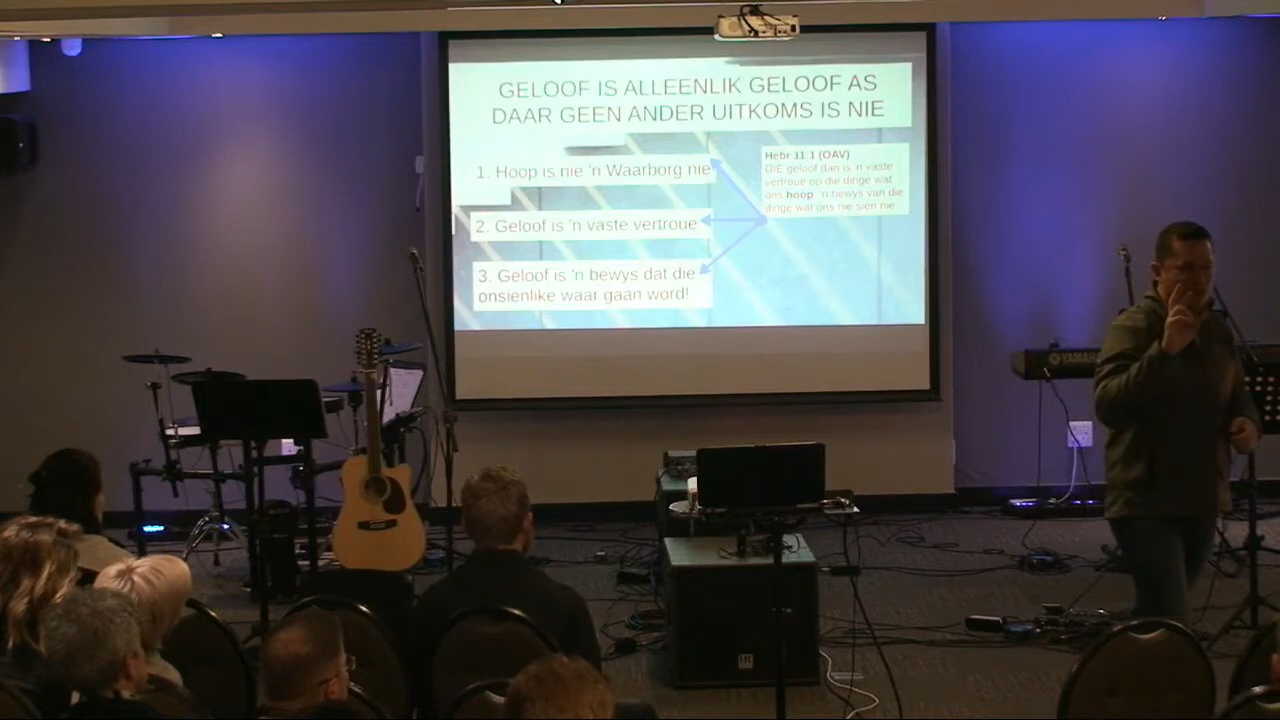 GELOOF IS ALLEENLIK GELOOF AS
DAAR GEEN ANDER UITKOMS IS NIE
1. Hoop is nie 'n Waarborg nie
2. Geloof is 'n vaste vertroue
3. Geloof is 'n bewys dat die
onsienlike waar gaan word!
Hebr 11:1 (OAV)
DIE geloof dan is 'n vaste
vertroue op die dinge wat
ons hoop 'n bewys van die
dinge wat ons nie sien nie
YAMAHA